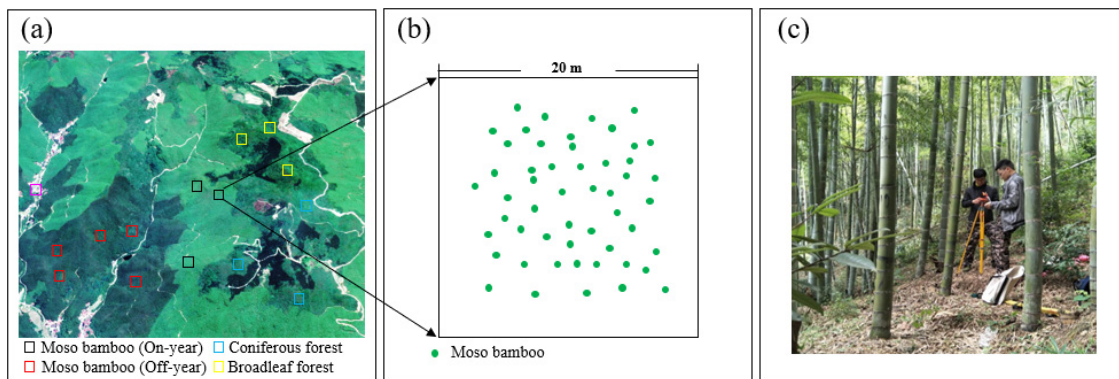 (a)
(b)
(c)
20 m
Moso bamboo (On-year)
Coniferous forest
Moso bamboo (Off-year)
Broadleaf forest
Moso bamboo